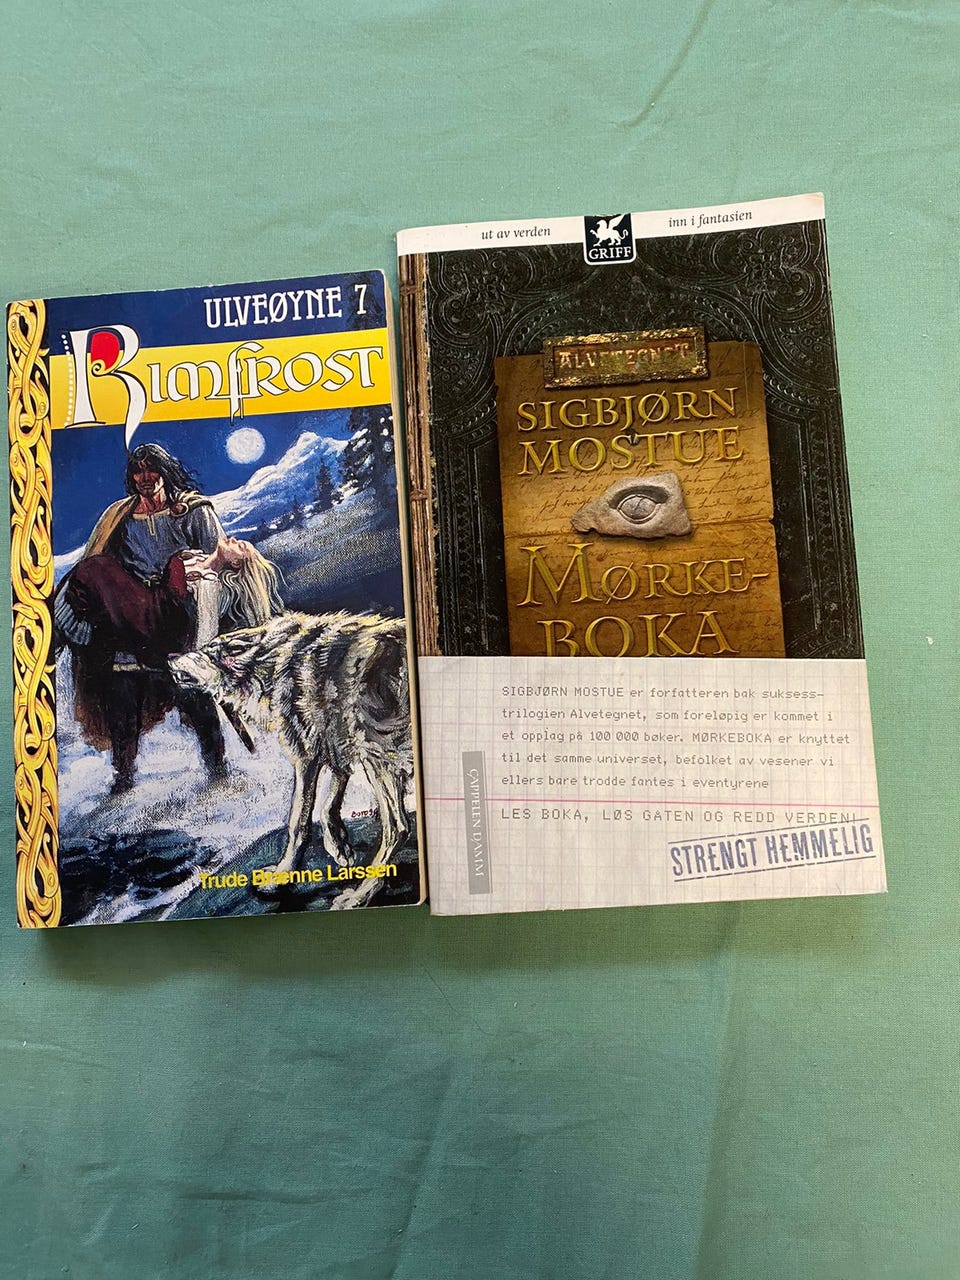 ULVEØYNE 7
RIMFROST
Trude Brænne Larssen
ut av verden
GRIFF
inn i fantasien
ALVETEGNET
SIGBJØRN
MOSTUE
MØRKE-
BOKA
SIGBJØRN MOSTUE er forfatteren bak suksess-
trilogien Alvetegnet, som foreløpig er kommet i
et opplag på 100 000 bøker. MØRKEBOKA er knyttet
til det samme universet, befolket av vesener vi
ellers bare trodde fantes i eventyrene
LES BOKA, LØS GATEN OG REDD VERDEN!
STRENGT HEMMELIG
CAPPELEN DAMM